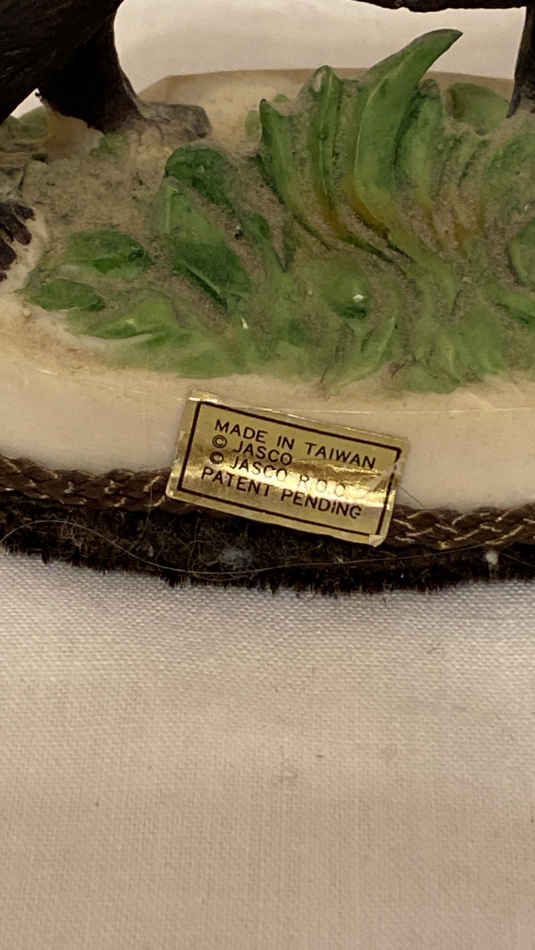 MADE IN TAIWAN
© JASCO
© JASCO R.O.C.
PATENT PENDING